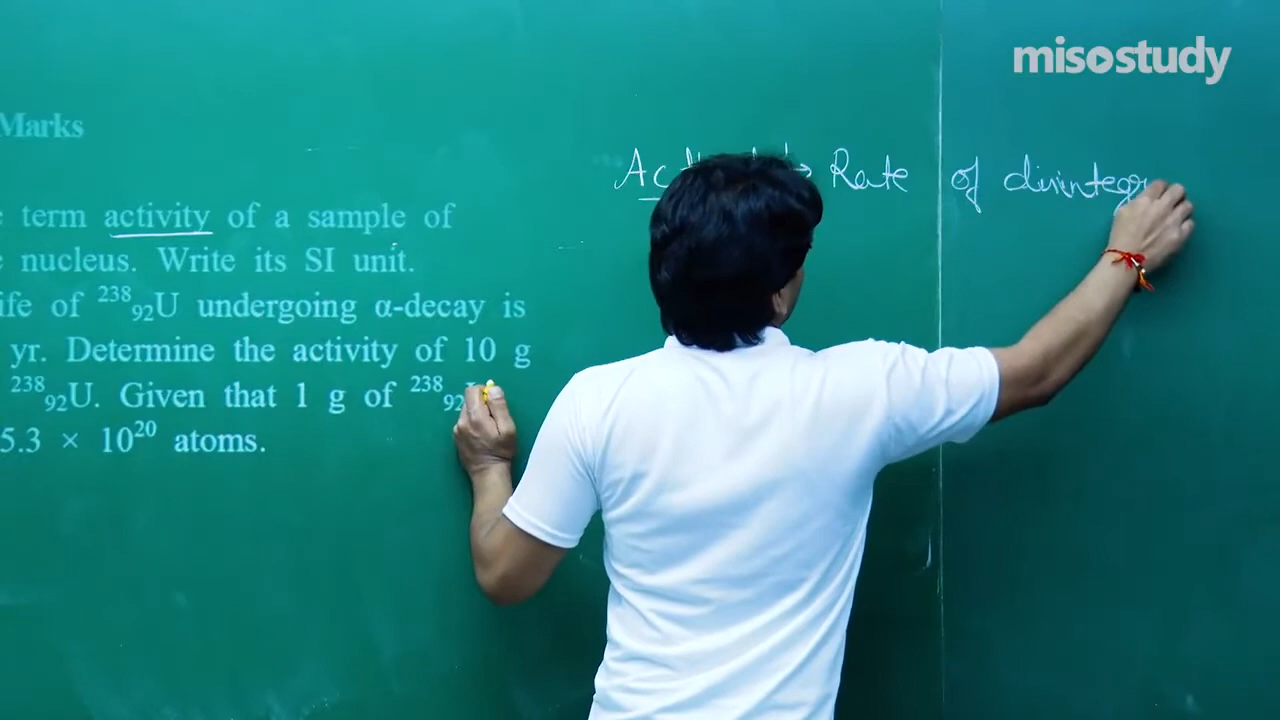 misostudy
Marks
Rate of disintegr
term activity of a sample of
nucleus. Write its SI unit.
ife of ²³⁸₉₂U undergoing α-decay is
yr. Determine the activity of 10 g
²³⁸₉₂U. Given that 1 g of ²³⁸₉₂
5.3 × 10²⁰ atoms.